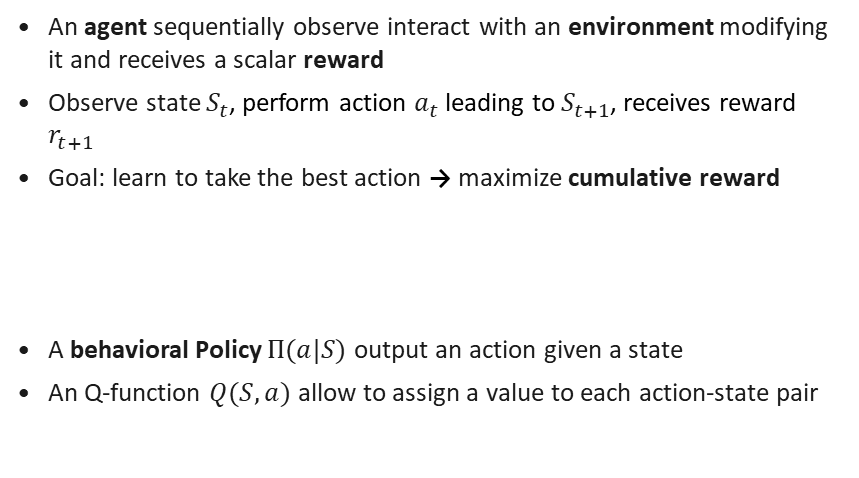 • An agent sequentially observe interact with an environment modifying
it and receives a scalar reward
• Observe state S_t, perform action a_t leading to S_{t+1}, receives reward
r_{t+1}
• Goal: learn to take the best action → maximize cumulative reward
• A behavioral Policy Π(a|S) output an action given a state
• An Q-function Q(S, a) allow to assign a value to each action-state pair